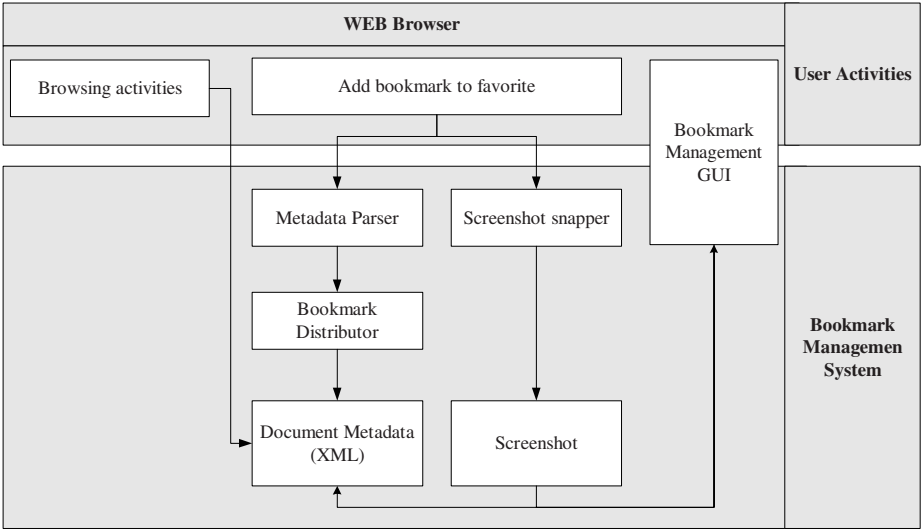 WEB Browser
User Activities
Browsing activities
Add bookmark to favorite
Bookmark
Management
GUI
Metadada Parser
Screenshot snapper
Bookmark
Distributor
Bookmark
Managemen
System
Document Metadata
(XML)
Screenshot